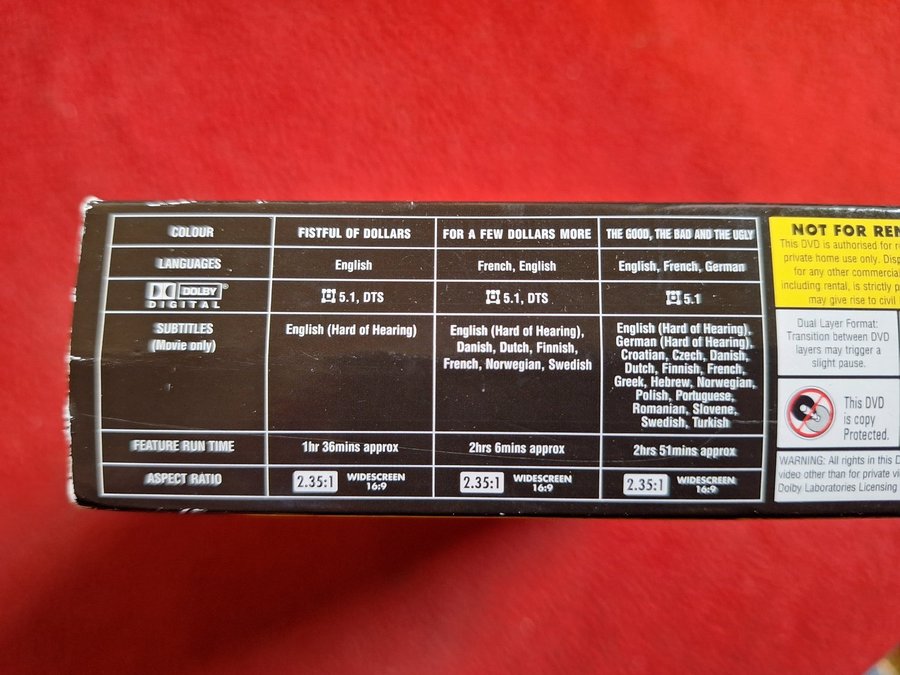 COLOUR FISTFUL OF DOLLARS FOR A FEW DOLLARS MORE THE GOOD, THE BAD AND THE UGLY
LANGUAGES English French, English English, French, German
DOLBY DIGITAL 5.1, DTS 5.1, DTS 5.1
SUBTITLES
(Movie only)
English (Hard of Hearing)
English (Hard of Hearing),
Danish, Dutch, Finnish,
French, Norwegian, Swedish
English (Hard of Hearing),
German (Hard of Hearing),
Croatian, Czech, Danish,
Dutch, Finnish, French,
Greek, Hebrew, Norwegian,
Polish, Portuguese,
Romanian, Slovene,
Swedish, Turkish
FEATURE RUN TIME 1hr 36mins approx 2hrs 6mins approx 2hrs 51mins approx
ASPECT RATIO 2.35:1 WIDESCREEN 16:9 2.35:1 WIDESCREEN 16:9 2.35:1 WIDESCREEN 16:9
NOT FOR
This DVD is authorised for
private home use only.
for any other
including rental, is strictly
may give rise to civil
Dual Layer Format:
Transition between DVD
layers may trigger a
slight pause.
This DVD
is copy
Protected.
WARNING: All rights in this
video other than for private
Dolby Laboratories Licensing